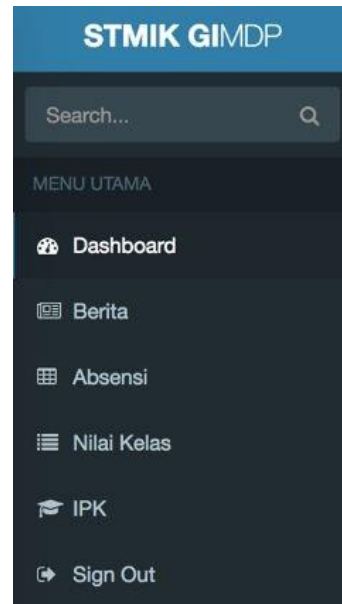 STMIK GIMDP
Search...
MENU UTAMA
Dashboard
Berita
Absensi
Nilai Kelas
IPK
Sign Out